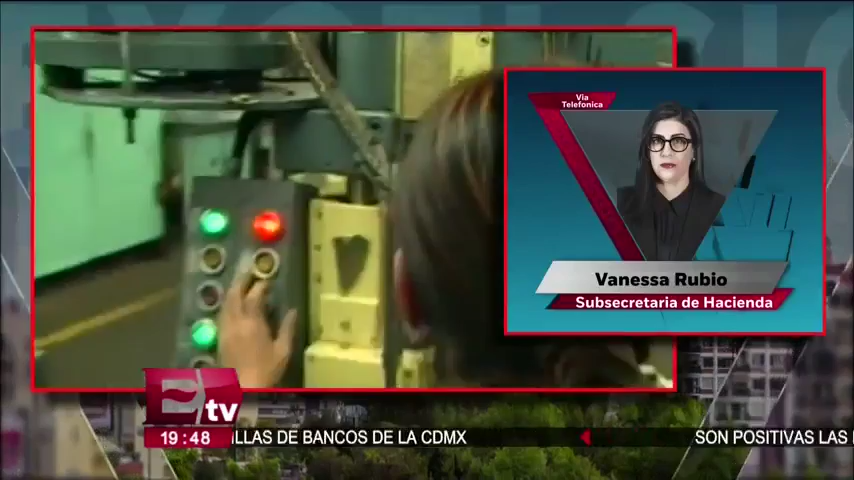 EXCELSIO
Via
Telefonica
Vanessa Rubio
Subsecretaria de Hacienda
E tv
19:48
ILLAS DE BANCOS DE LA CDMX
SON POSITIVAS LAS